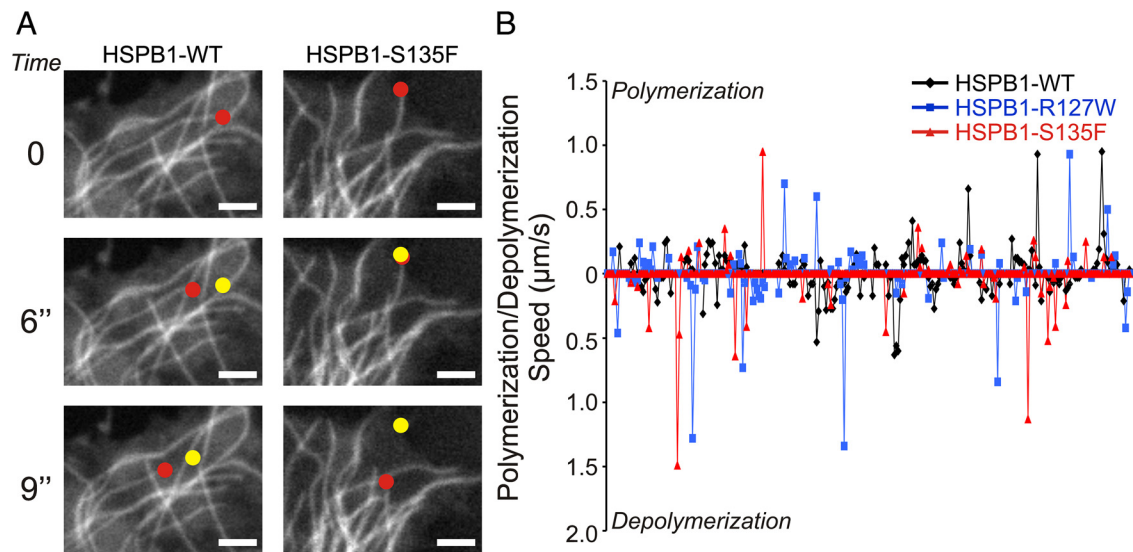 A
B
Time
HSPB1-WT
HSPB1-S135F
0
6’’
9’’
Polymerization/Depolymerization
Speed (µm/s)
1.5
1.0
0.5
0
0.5
1.0
1.5
2.0
Polymerization
Depolymerization
HSPB1-WT
HSPB1-R127W
HSPB1-S135F